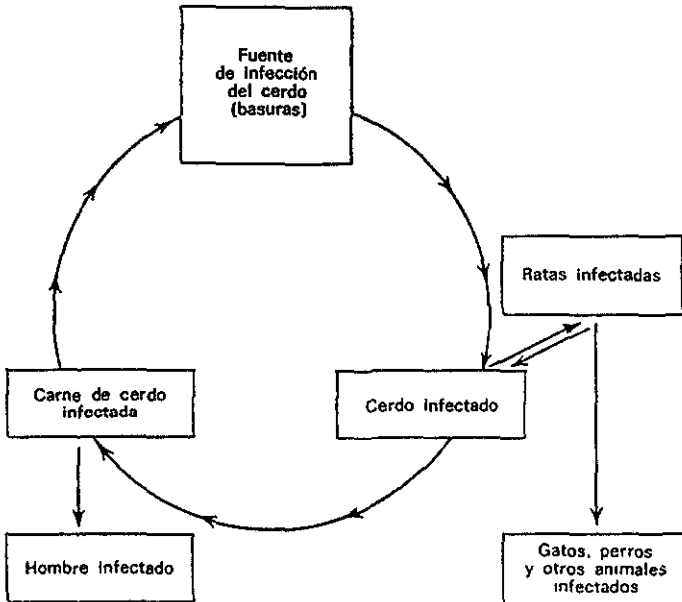 Fuente
de infección
del cerdo
(basuras)
Ratas infectadas
Carne de cerdo
infectada
Cerdo infectado
Hombre infectado
Gatos, perros
y otros animales
infectados